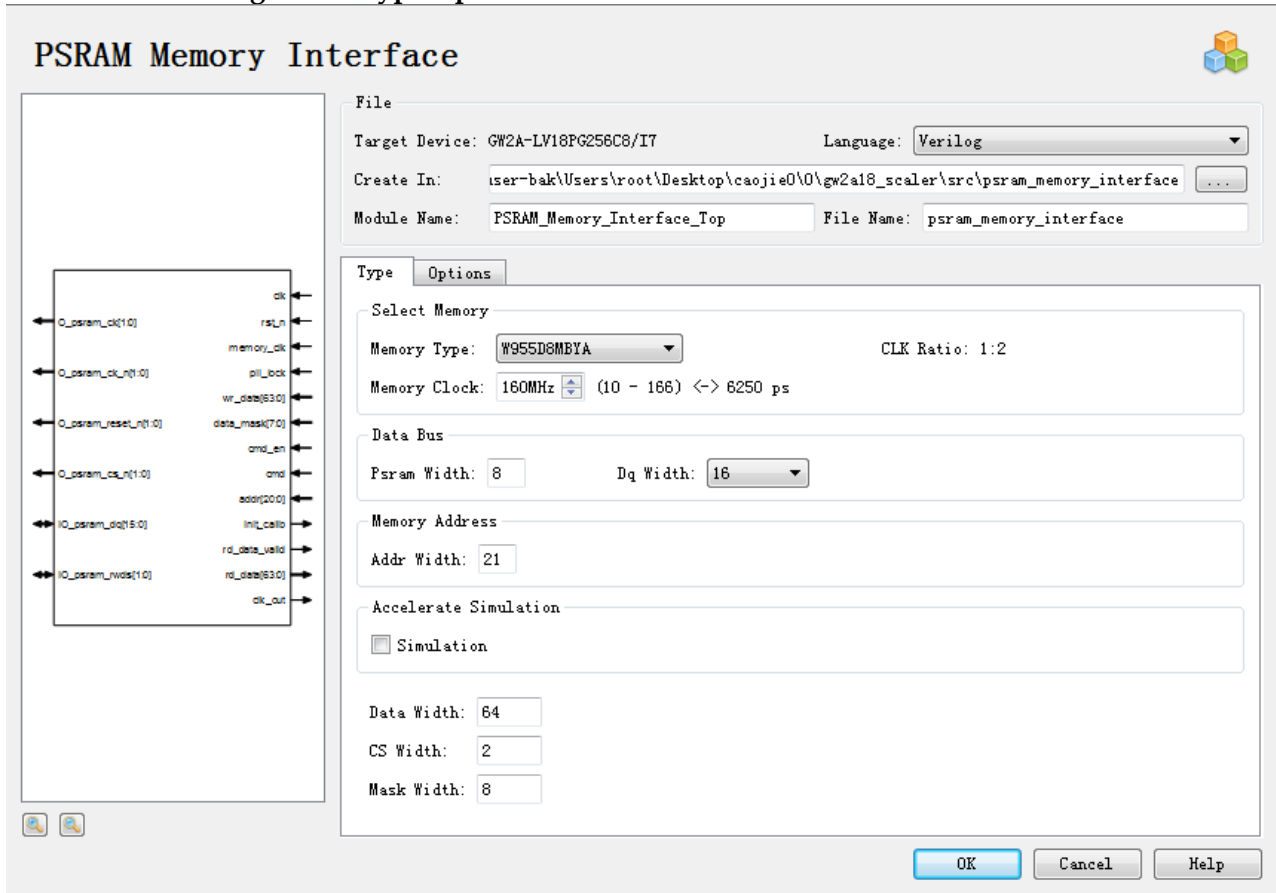 PSRAM Memory Interface
File
Target Device: GW2A-LV18PG256C8/I7 Language: Verilog
Create In: user-bak\Users\root\Desktop\caojie0\0\gw2a18_scaler\src\psram_memory_interface ...
Module Name: PSRAM_Memory_Interface_Top File Name: psram_memory_interface
Type Options
Select Memory
Memory Type: W955D8MBYA CLK Ratio: 1:2
Memory Clock: 160MHz (10 - 166) <-> 6250 ps
Data Bus
Psram Width: 8 Dq Width: 16
Memory Address
Addr Width: 21
Accelerate Simulation
Simulation
Data Width: 64
CS Width: 2
Mask Width: 8
clk
O_psram_ck[1:0] rst_n
memory_clk
O_psram_ck_n[1:0] pll_lock
wr_data[63:0]
O_psram_reset_n[1:0] data_mask[7:0]
cmd_en
O_psram_cs_n[1:0] cmd
addr[20:0]
IO_psram_dq[15:0] init_calib
rd_data_valid
IO_psram_rwds[1:0] rd_data[63:0]
clk_out
OK Cancel Help